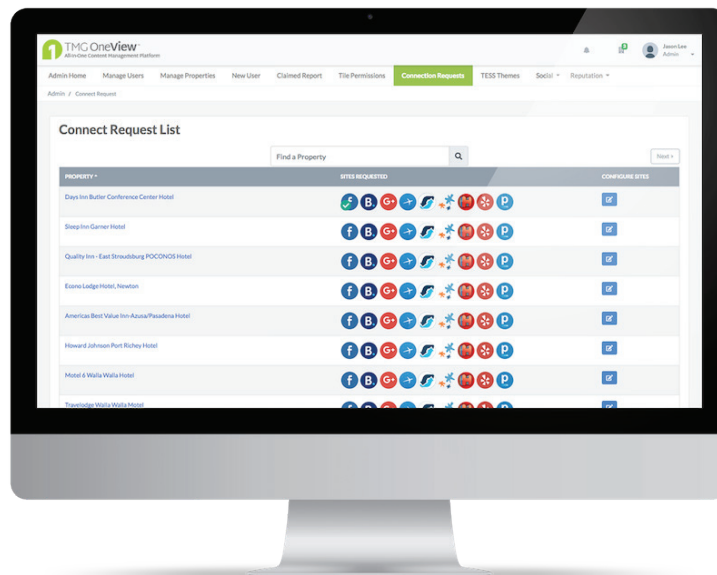 1 TMG OneView™
All-in-One Content Management Platform
Jason Lee
Admin
Admin Home Manage Users Manage Properties New User Claimed Report Tile Permissions Connection Requests TESS Themes Social Reputation
Admin / Connect Request
Connect Request List
Find a Property
Next >
PROPERTY SITES REQUESTED CONFIGURE SITES
Days Inn Butler Conference Center Hotel
f B. G+
Sleep Inn Garner Hotel
f B. G+
Quality Inn - East Stroudsburg POCONOS Hotel
f B. G+
Econo Lodge Hotel, Newton
f B. G+
Americas Best Value Inn-Azusa/Pasadena Hotel
f B. G+
Howard Johnson Port Richey Hotel
f B. G+
Motel 6 Walla Walla Hotel
f B. G+
Travelodge Walla Walla Motel